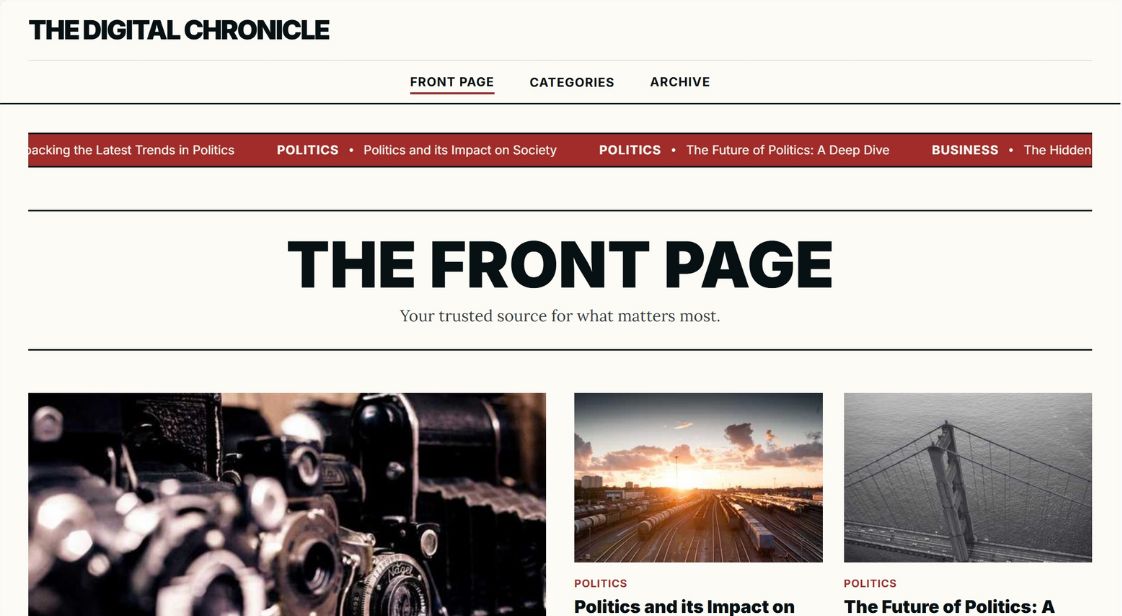 THE DIGITAL CHRONICLE
FRONT PAGE CATEGORIES ARCHIVE
the Latest Trends in Politics POLITICS • Politics and its Impact on Society POLITICS • The Future of Politics: A Deep Dive BUSINESS • The Hidden
THE FRONT PAGE
Your trusted source for what matters most.
Nagel
POLITICS
Politics and its Impact on
POLITICS
The Future of Politics: A